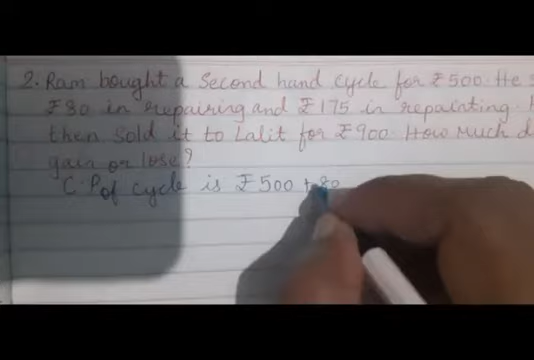 2. Ram bought a Second hand cycle for ₹500. He
₹80 in repairing and ₹175 in repainting.
then sold it to Lalit for ₹900. How Much
gain or lose?
C.P of cycle is ₹500 + 80